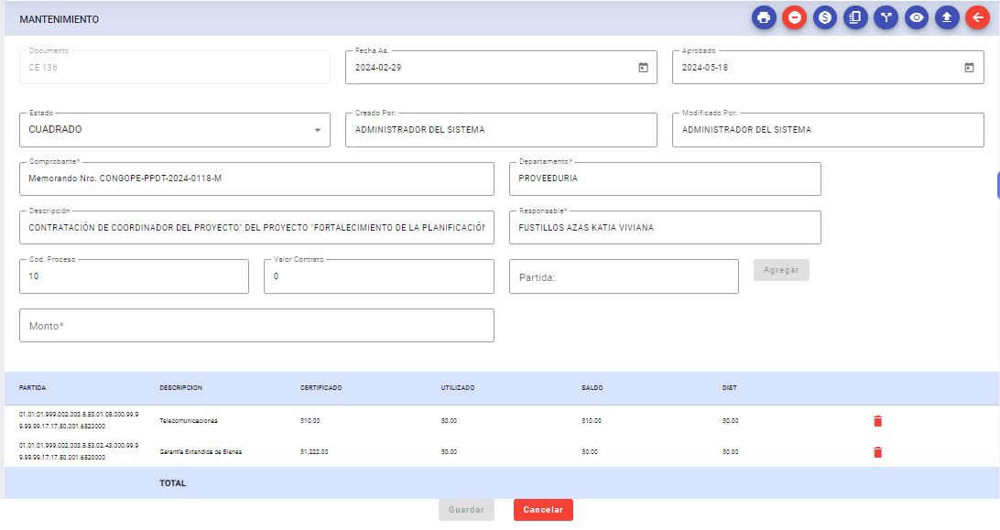 MANTENIMIENTO
Documento
CE 136
Fecha As.
2024-02-29
Aprobado
2024-05-18
Estado
CUADRADO
Creado Por:
ADMINISTRADOR DEL SISTEMA
Modificado Por:
ADMINISTRADOR DEL SISTEMA
Comprobante*
Memorando Nro. CONGOPE-PPDT-2024-0118-M
Departamento*
PROVEEDURIA
Descripción
CONTRATACIÓN DE COORDINADOR DEL PROYECTO" DEL PROYECTO "FORTALECIMIENTO DE LA PLANIFICACIÓN
Responsable*
FUSTILLOS AZAS KATIA VIVIANA
Cod. Proceso
10
Valor Contrato
0
Partida:
Agregar
Monto*
PARTIDA DESCRIPCION CERTIFICADO UTILIZADO SALDO DIST
01.01.01.999.002.003.5.53.01.05.000.99.9
9.99.99.17.17.50.001.6520000
Telecomunicaciones $10.00 $0.00 $10.00 $0.00
01.01.01.999.002.003.5.53.02.43.000.99.9
9.99.99.17.17.50.001.6520000
Garantía Extendida de Bienes $1,222.00 $0.00 $0.00 $0.00
TOTAL
Guardar Cancelar